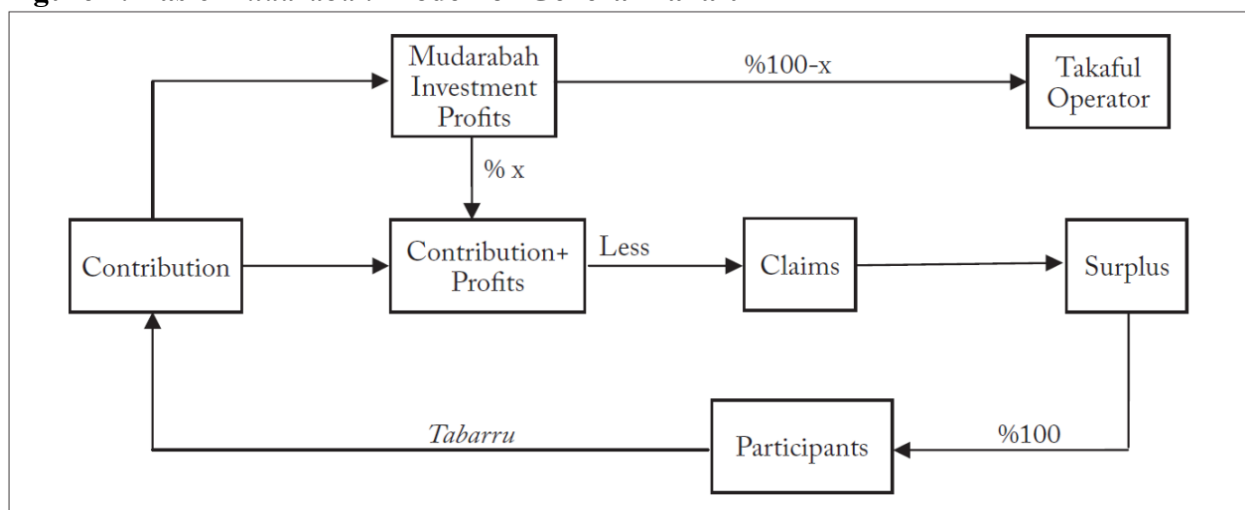 Mudarabah
Investment
Profits
%100-x
Takaful
Operator
% x
Contribution
Contribution+
Profits
Less
Claims
Surplus
Tabarru
Participants
%100